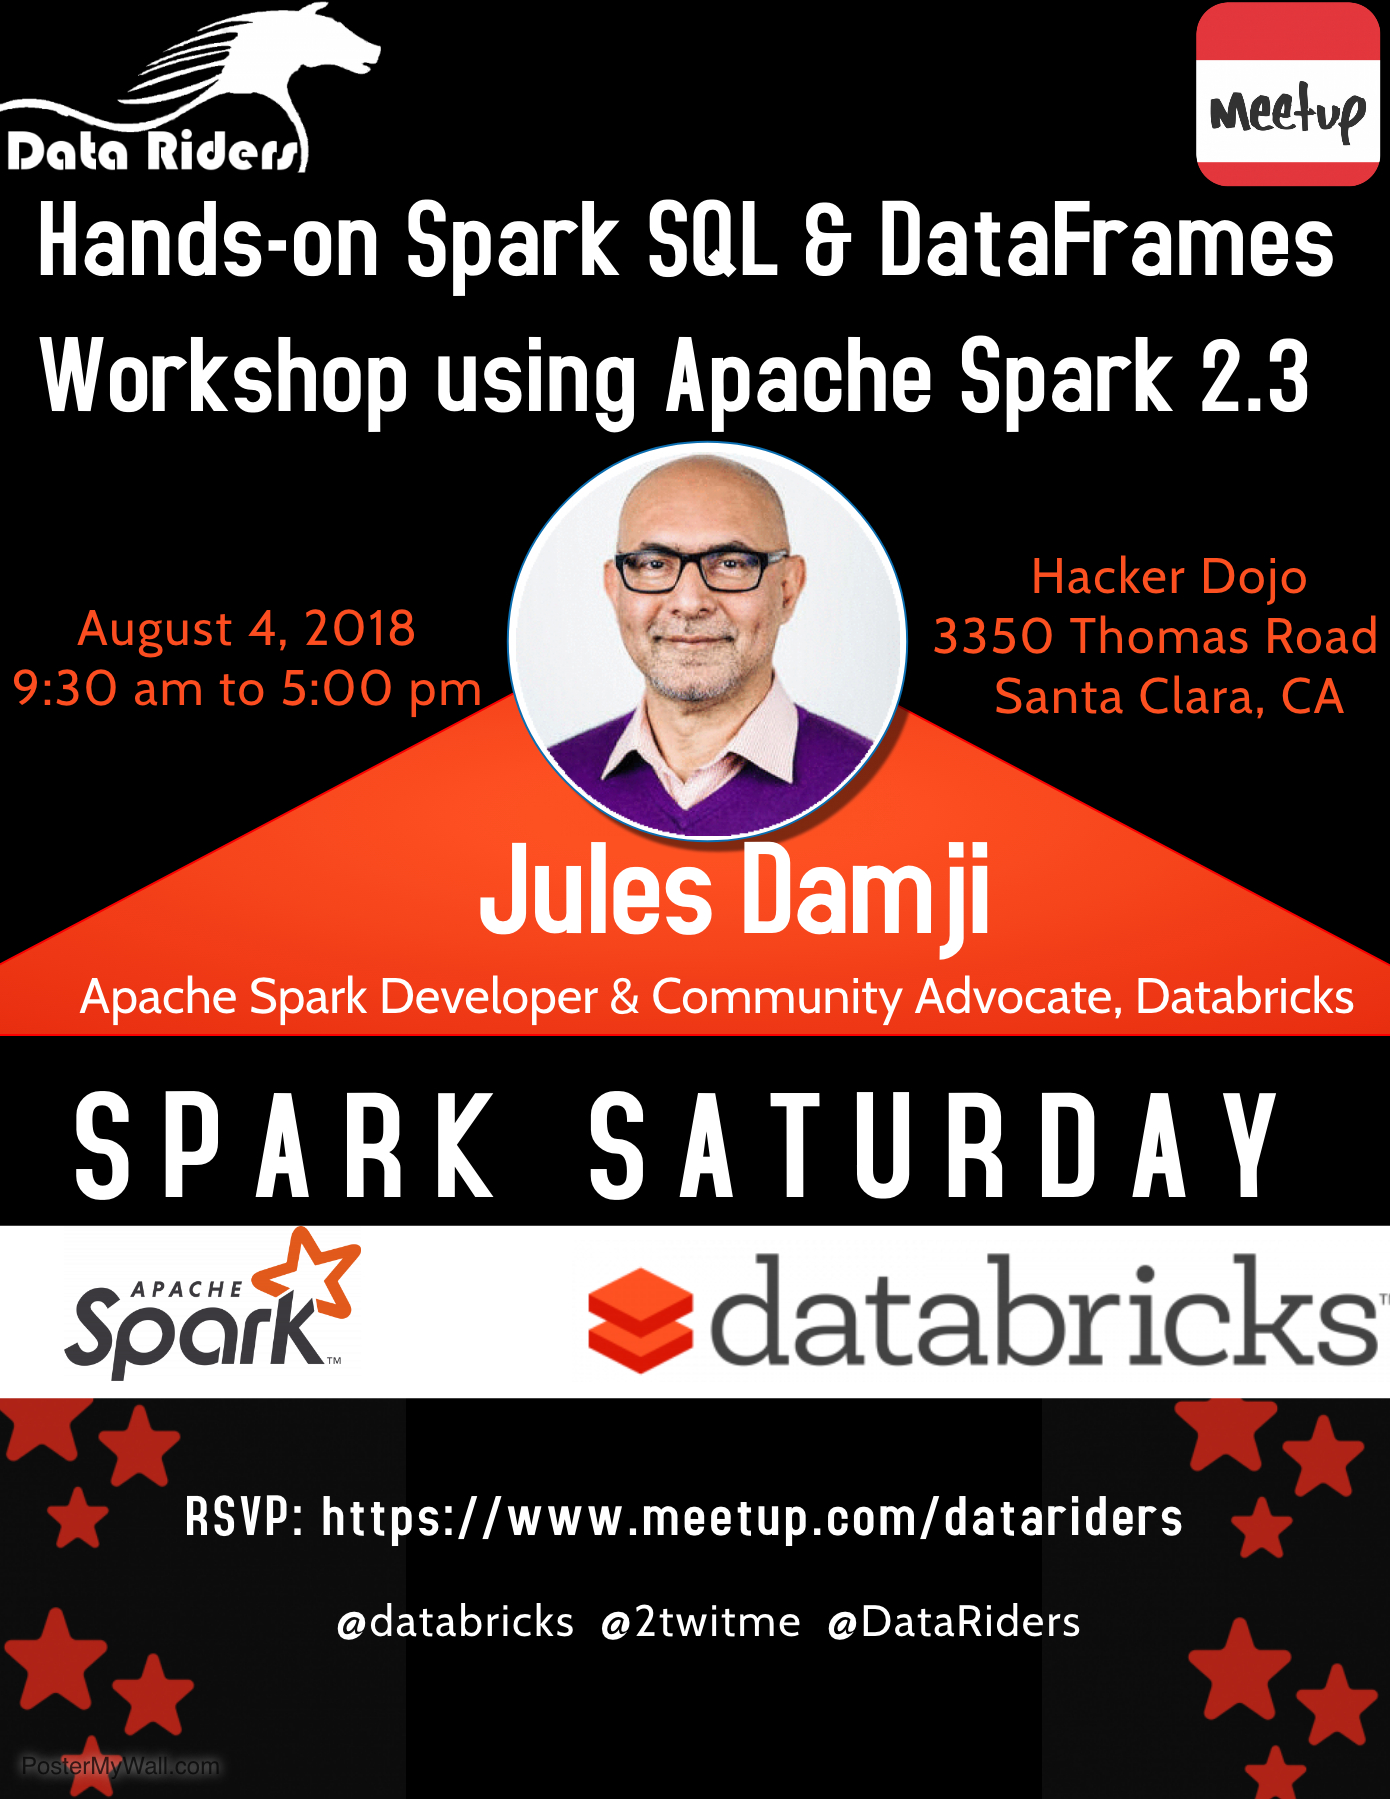 Data Riders
Meetup
Hands-on Spark SQL & DataFrames
Workshop using Apache Spark 2.3
August 4, 2018
9:30 am to 5:00 pm
Hacker Dojo
3350 Thomas Road
Santa Clara, CA
Jules Damji
Apache Spark Developer & Community Advocate, Databricks
SPARK SATURDAY
APACHE
Spark™
databricks™
RSVP: https://www.meetup.com/datariders
@databricks @2twitme @DataRiders
PosterMyWall.com